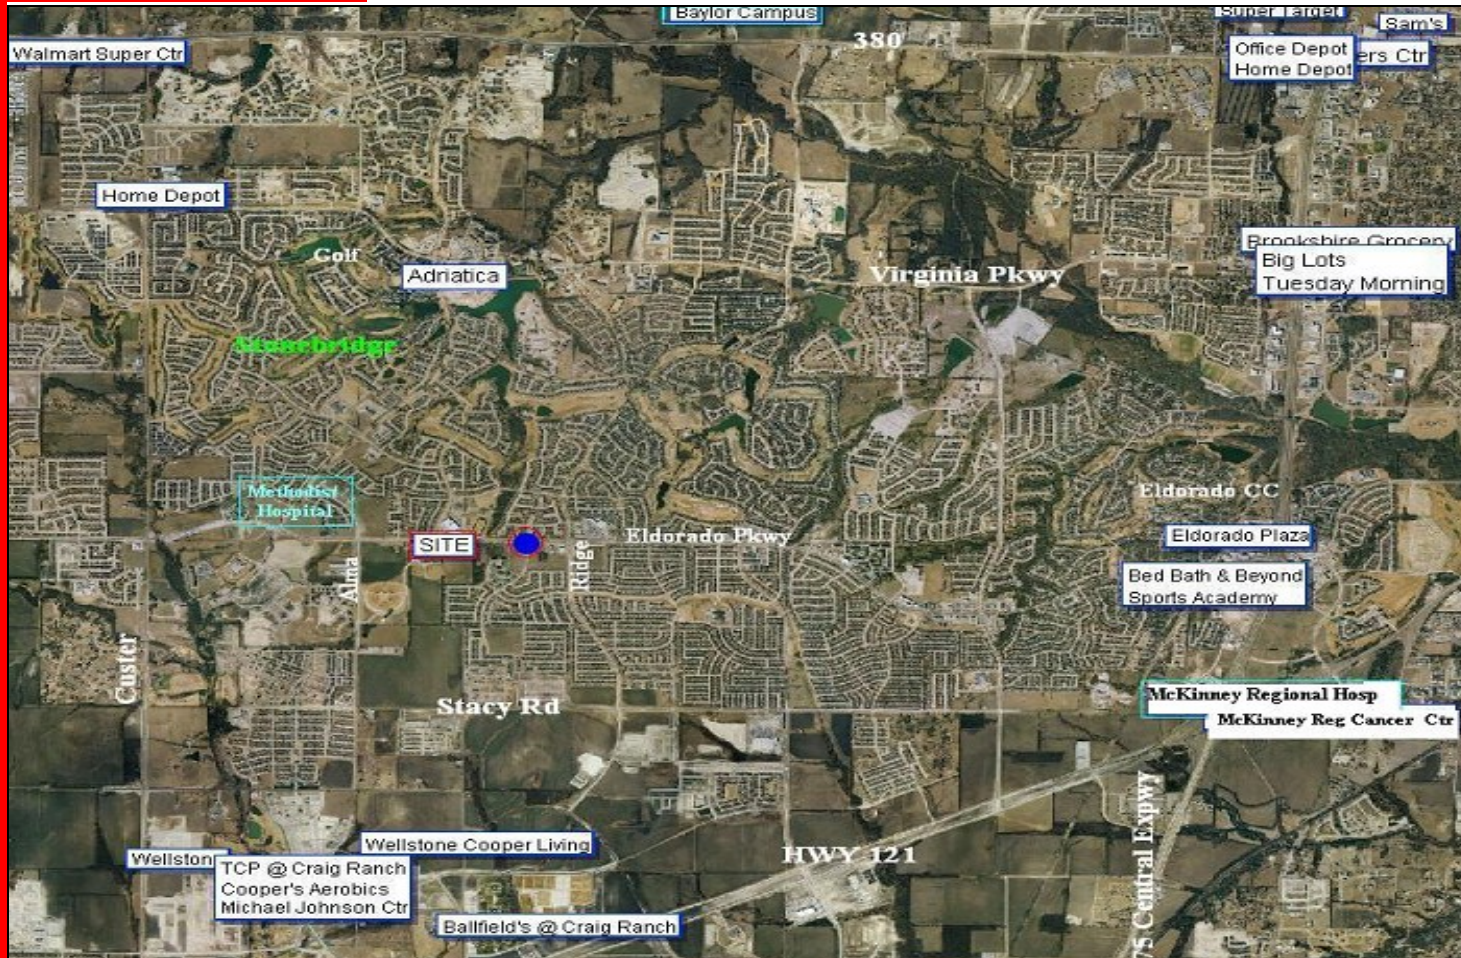 Baylor Campus
Super Target
Sam's
380
Walmart Super Ctr
Office Depot
Home Depot
ers Ctr
Home Depot
Golf
Adriatica
Virginia Pkwy
Brookshire Grocery
Big Lots
Tuesday Morning
Stonebridge
Methodist
Hospital
Eldorado CC
SITE
Eldorado Pkwy
Eldorado Plaza
Alma
Ridge
Bed Bath & Beyond
Sports Academy
Custer
Stacy Rd
McKinney Regional Hosp
McKinney Reg Cancer Ctr
75 Central Expwy
Wellstone Cooper Living
HWY 121
Wellston
TCP @ Craig Ranch
Cooper's Aerobics
Michael Johnson Ctr
Ballfield's @ Craig Ranch